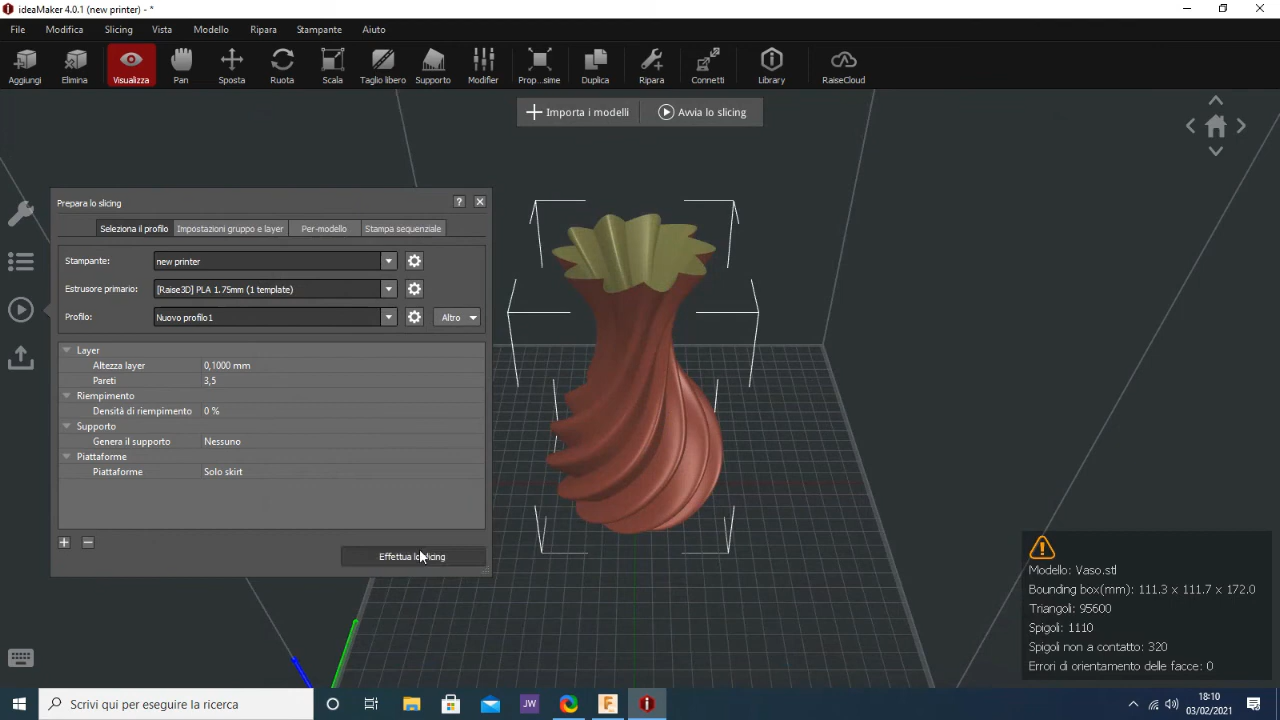 ideaMaker 4.0.1 (new printer) - *
File Modifica Slicing Vista Modello Ripara Stampante Aiuto
Aggiungi Elimina Visualizza Pan Sposta Ruota Scala Taglio libero Supporto Modifier Prop...sime Duplica Ripara Connetti Library RaiseCloud
Importa i modelli Avvia lo slicing
Prepara lo slicing ?
Seleziona il profilo Impostazioni gruppo e layer Per-modello Stampa sequenziale
Stampante: new printer
Estrusore primario: [Raise3D] PLA 1.75mm (1 template)
Profilo: Nuovo profilo1 Altro
Layer
Altezza layer 0,1000 mm
Pareti 3,5
Riempimento
Densità di riempimento 0 %
Supporto
Genera il supporto Nessuno
Piattaforme
Piattaforme Solo skirt
Effettua lo slicing
Modello: Vaso.stl
Bounding box(mm): 111.3 x 111.7 x 172.0
Triangoli: 95600
Spigoli: 1110
Spigoli non a contatto: 320
Errori di orientamento delle facce: 0
Scrivi qui per eseguire la ricerca
JW
18:10
03/02/2021